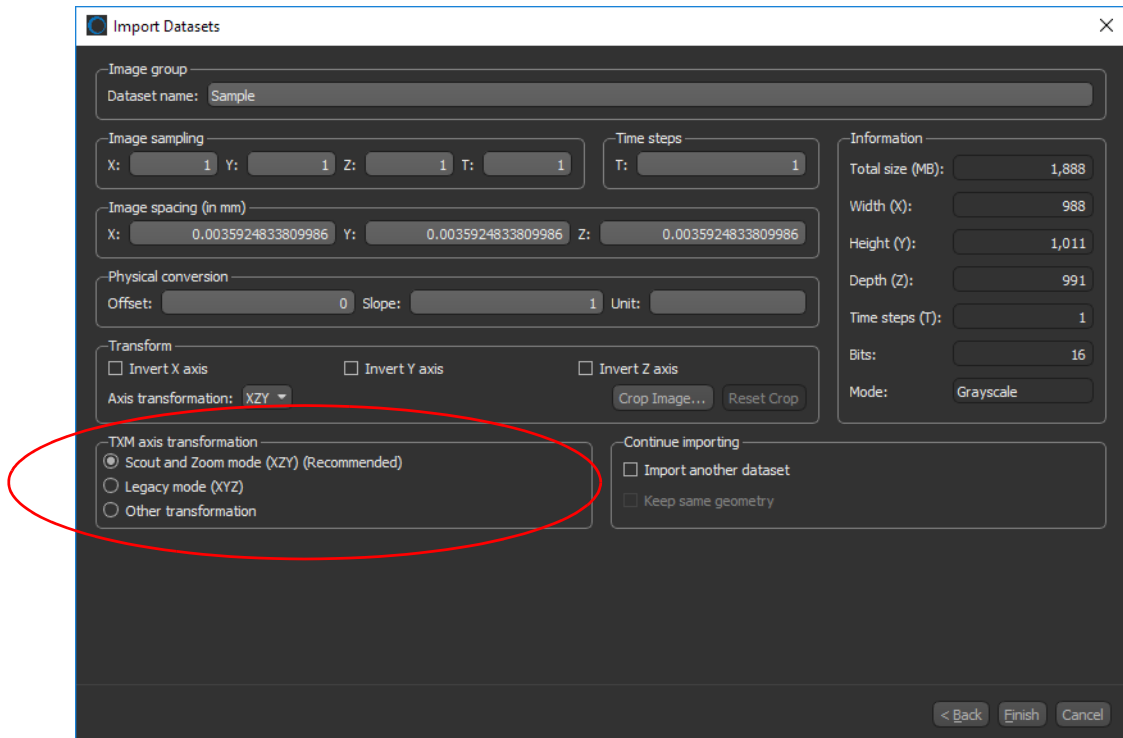 Import Datasets
Image group
Dataset name: Sample
Image sampling
X: 1 Y: 1 Z: 1 T: 1
Time steps
T: 1
Image spacing (in mm)
X: 0.0035924833809986 Y: 0.0035924833809986 Z: 0.0035924833809986
Physical conversion
Offset: 0 Slope: 1 Unit:
Transform
Invert X axis Invert Y axis Invert Z axis
Axis transformation: XZY Crop Image... Reset Crop
Information
Total size (MB): 1,888
Width (X): 988
Height (Y): 1,011
Depth (Z): 991
Time steps (T): 1
Bits: 16
Mode: Grayscale
TXM axis transformation
Scout and Zoom mode (XZY) (Recommended)
Legacy mode (XYZ)
Other transformation
Continue importing
Import another dataset
Keep same geometry
< Back Finish Cancel